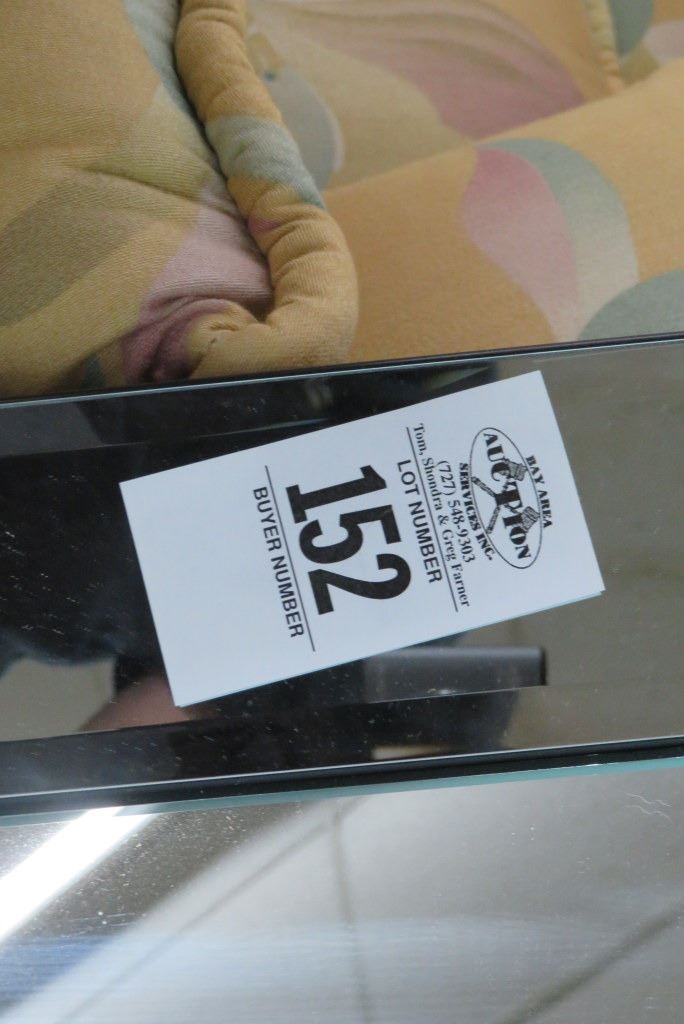 BAY AREA
AUCTION
SERVICES INC.
(727) 548-9303
Tom, Shondra & Greg Farner
LOT NUMBER
152
BUYER NUMBER